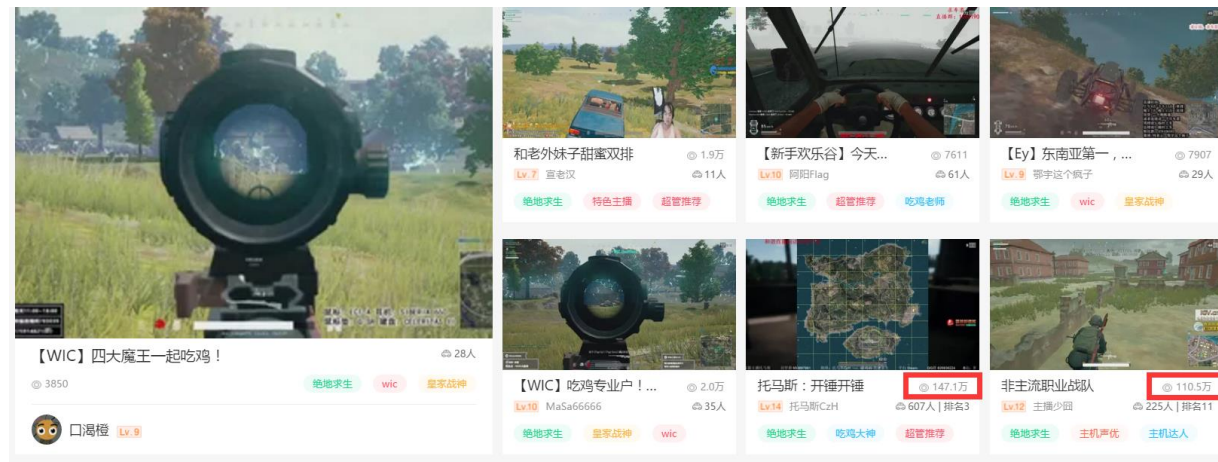 【WIC】四大魔王一起吃鸡！
28人
3850
绝地求生 wic 皇家战神
口渴橙 Lv.9
和老外妹子甜蜜双排 1.9万
Lv.7 宣老汉 11人
绝地求生 特色主播 超管推荐
【新手欢乐谷】今天... 7611
Lv.10 阿阳Flag 61人
绝地求生 超管推荐 吃鸡老师
【Ey】东南亚第一，... 7907
Lv.9 鄂宇这个疯子 29人
绝地求生 wic 皇家战神
【WIC】吃鸡专业户！... 2.0万
Lv.10 MaSa66666 35人
绝地求生 皇家战神 wic
托马斯：开锤开锤 147.1万
Lv.14 托马斯CzH 607人 | 排名3
绝地求生 吃鸡大神 超管推荐
非主流职业战队 110.5万
Lv.12 主播少囧 225人 | 排名11
绝地求生 主机声优 主机达人